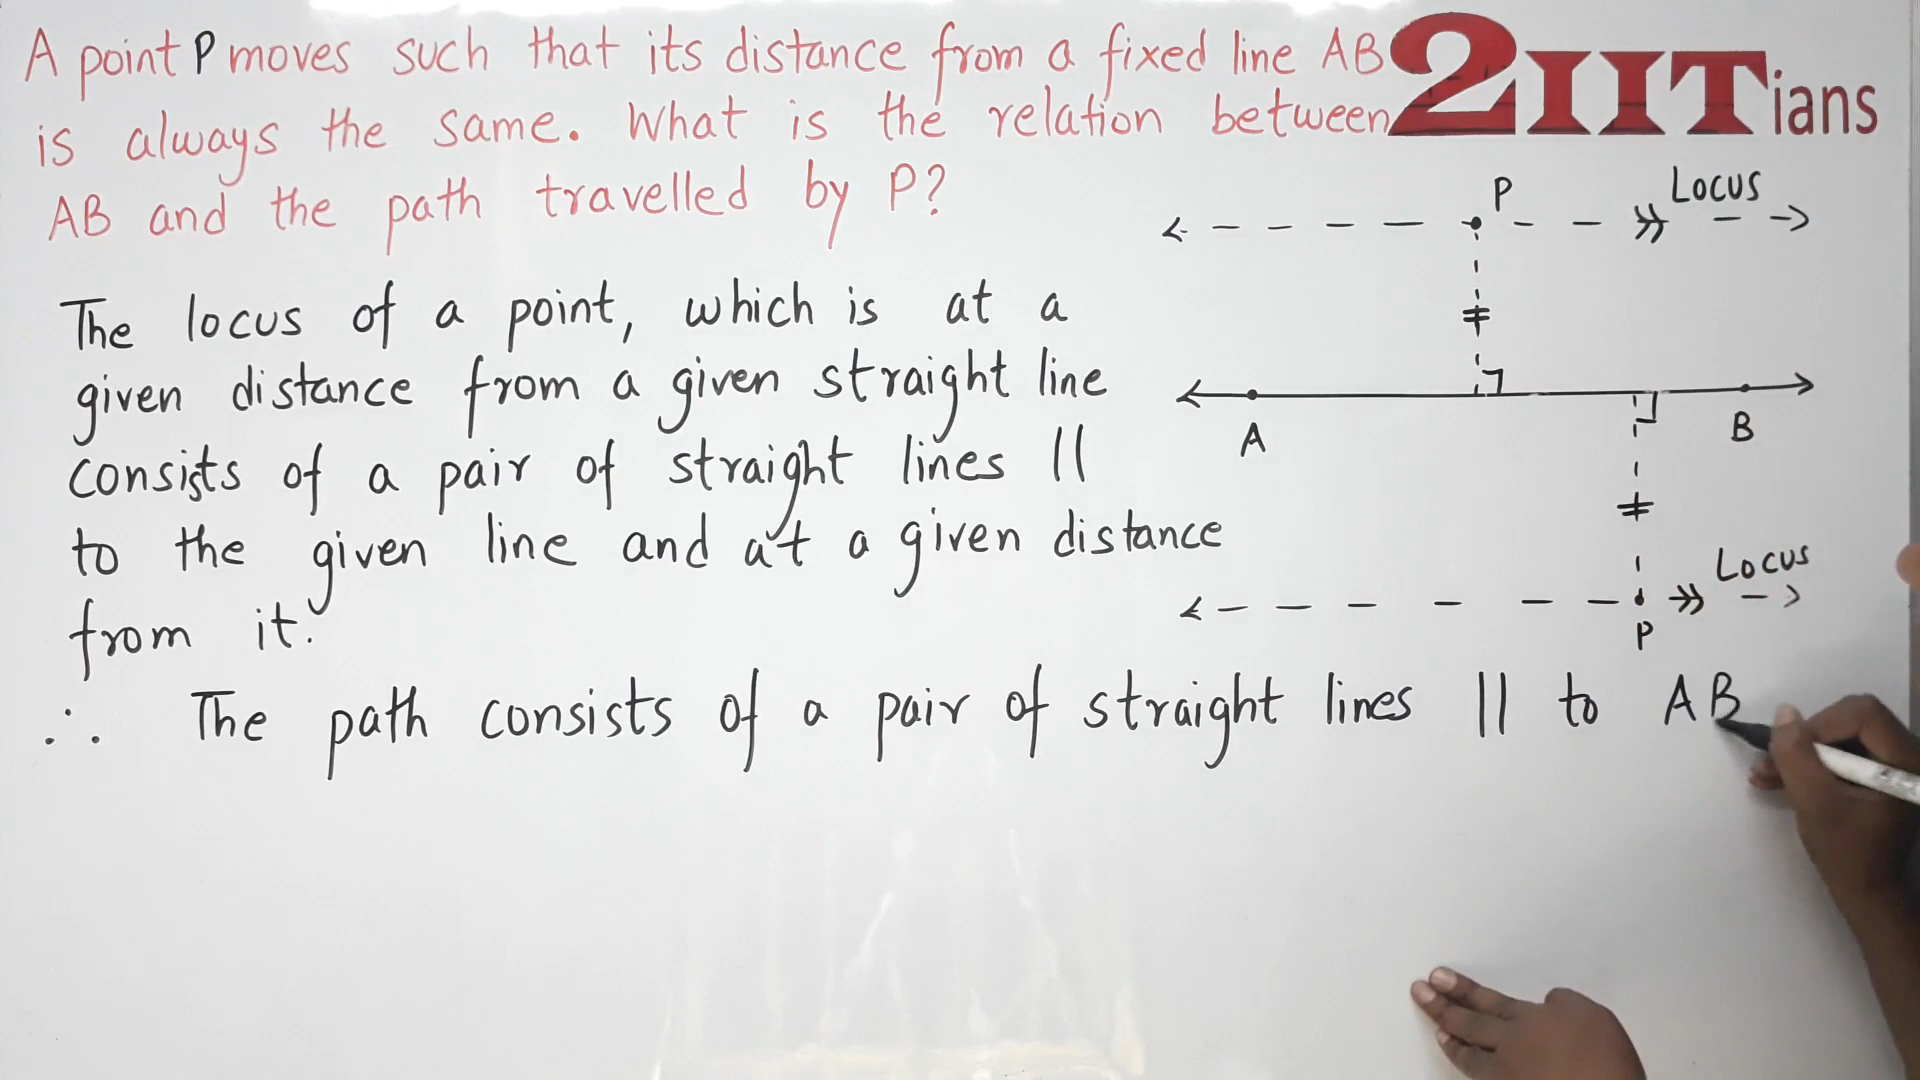 A point P moves such that its distance from a fixed line AB
is always the same. What is the relation between
AB and the path travelled by P?
2IITians
P
Locus
The locus of a point, which is at a
given distance from a given straight line
consists of a pair of straight lines ||
to the given line and at a given distance
from it.
A
B
Locus
P
∴ The path consists of a pair of straight lines || to AB